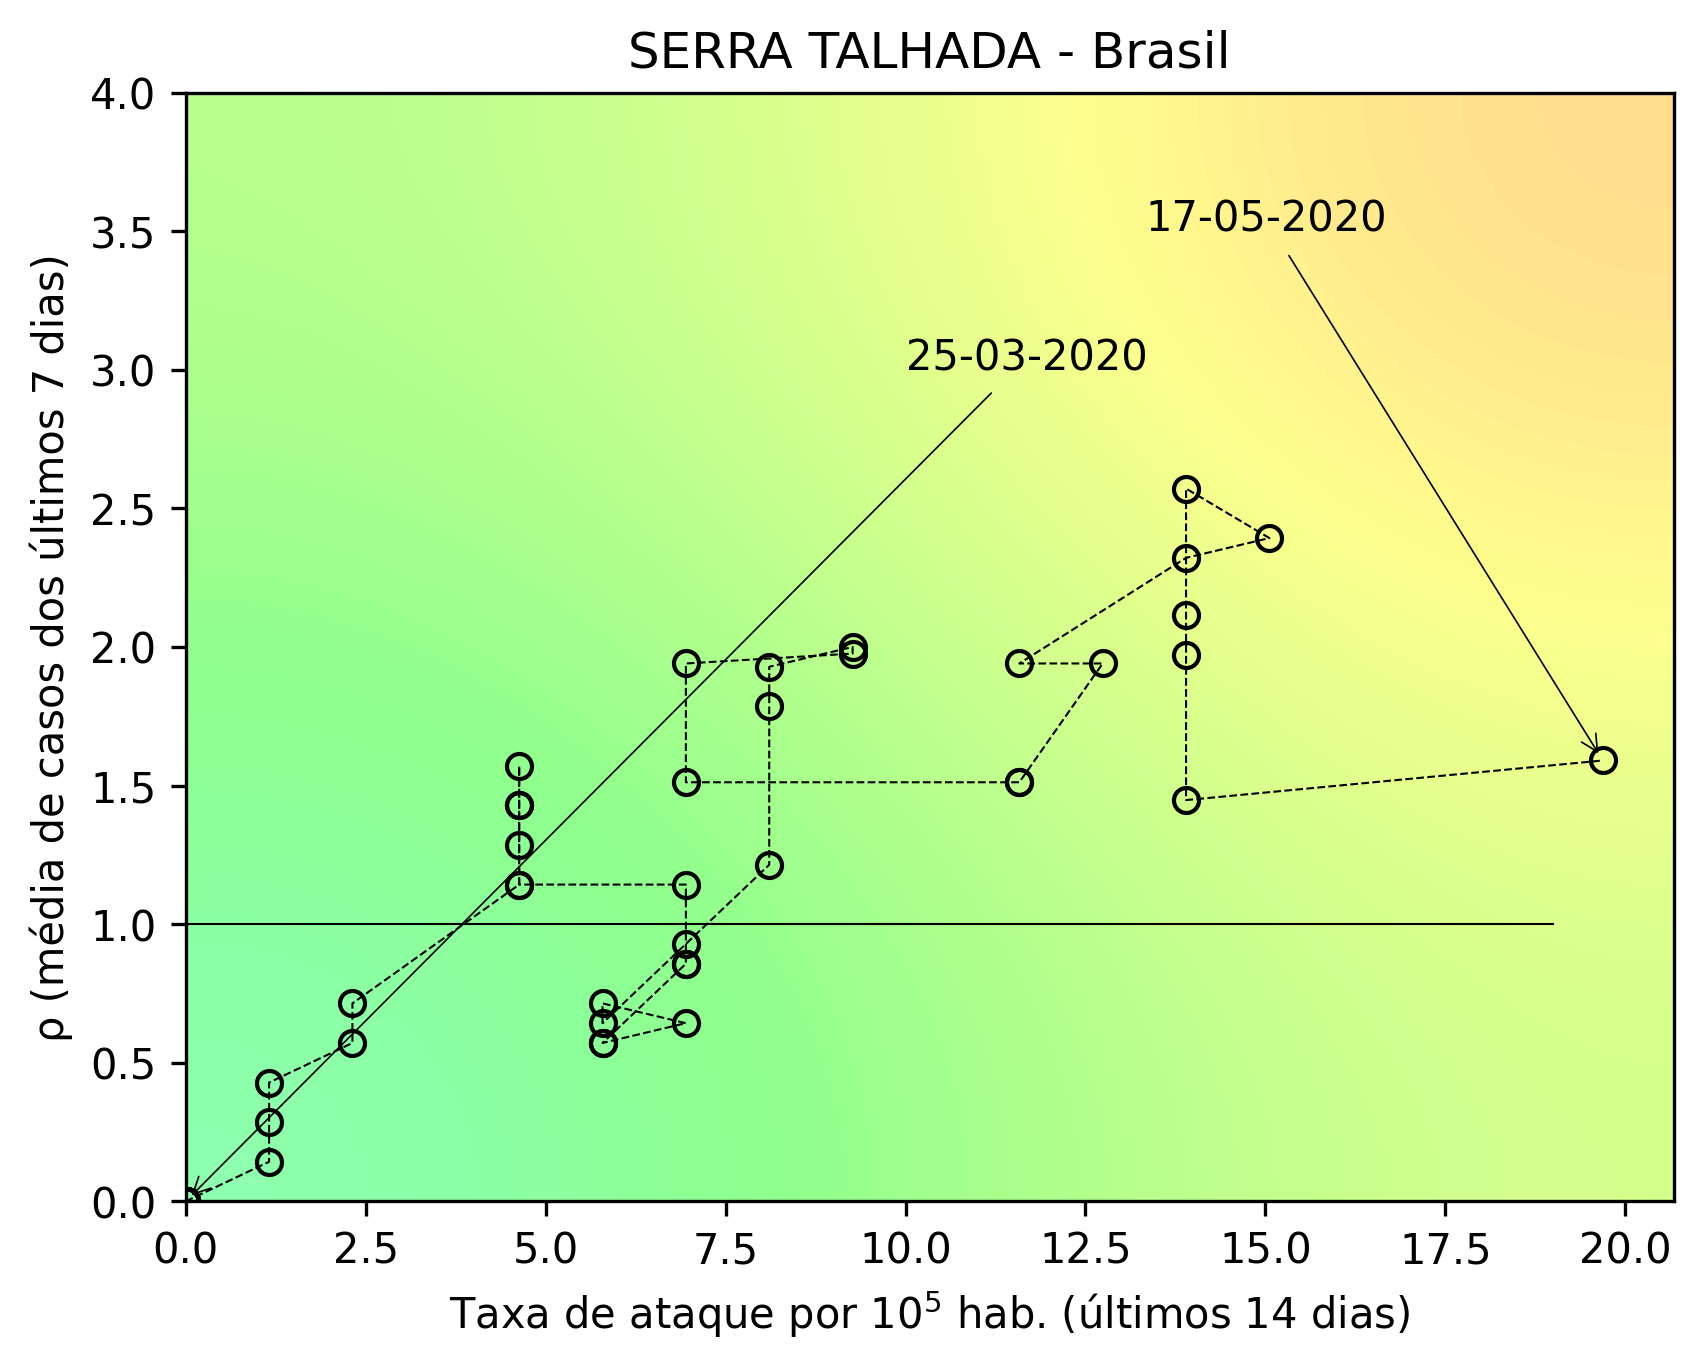 SERRA TALHADA - Brasil
4.0
3.5
3.0
2.5
2.0
1.5
1.0
0.5
0.0
ρ (média de casos dos últimos 7 dias)
17-05-2020
25-03-2020
0.0 2.5 5.0 7.5 10.0 12.5 15.0 17.5 20.0
Taxa de ataque por 10⁵ hab. (últimos 14 dias)